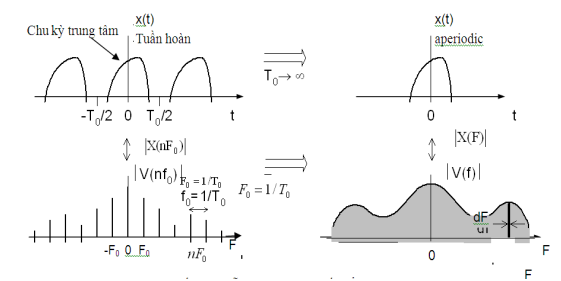 x(t)
Chu kỳ trung tâm
Tuần hoàn
T₀→ ∞
x(t)
aperiodic
-T₀/2 0 T₀/2 t
0 t
|X(nF₀)|
|X(F)|
|V(nf₀)|
F₀ =1/T₀
f₀= 1/T₀
F₀ = 1/T₀
|V(f)|
dF
-F₀ 0 F₀
nF₀
F
0
F
F